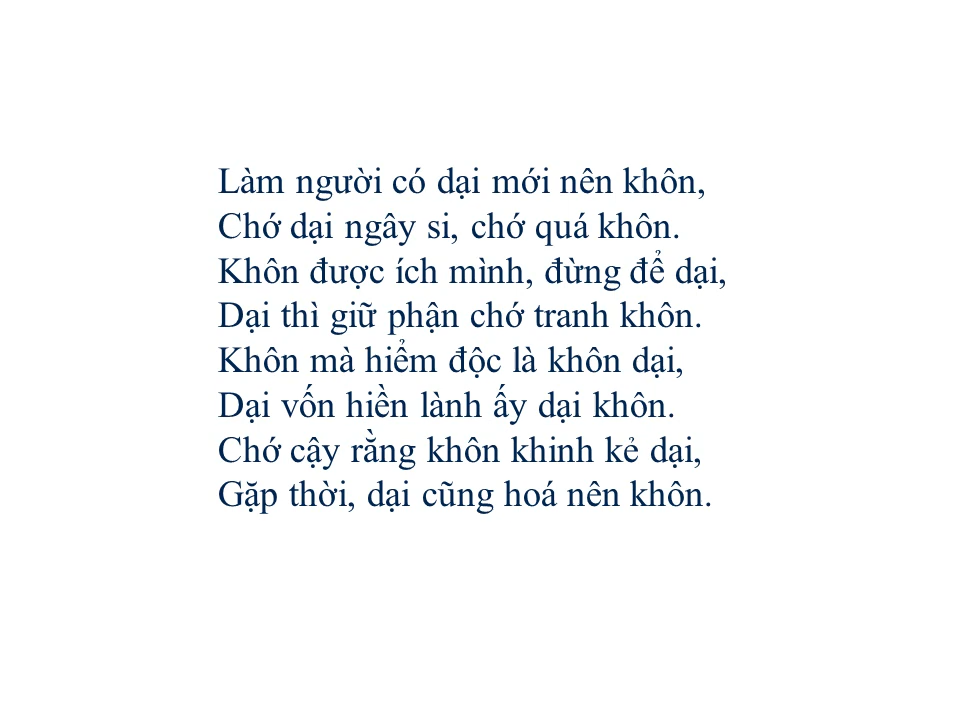 Làm người có dại mới nên khôn,
Chớ dại ngây si, chớ quá khôn.
Khôn được ích mình, đừng để dại,
Dại thì giữ phận chớ tranh khôn.
Khôn mà hiểm độc là khôn dại,
Dại vốn hiền lành ấy dại khôn.
Chớ cậy rằng khôn khinh kẻ dại,
Gặp thời, dại cũng hoá nên khôn.